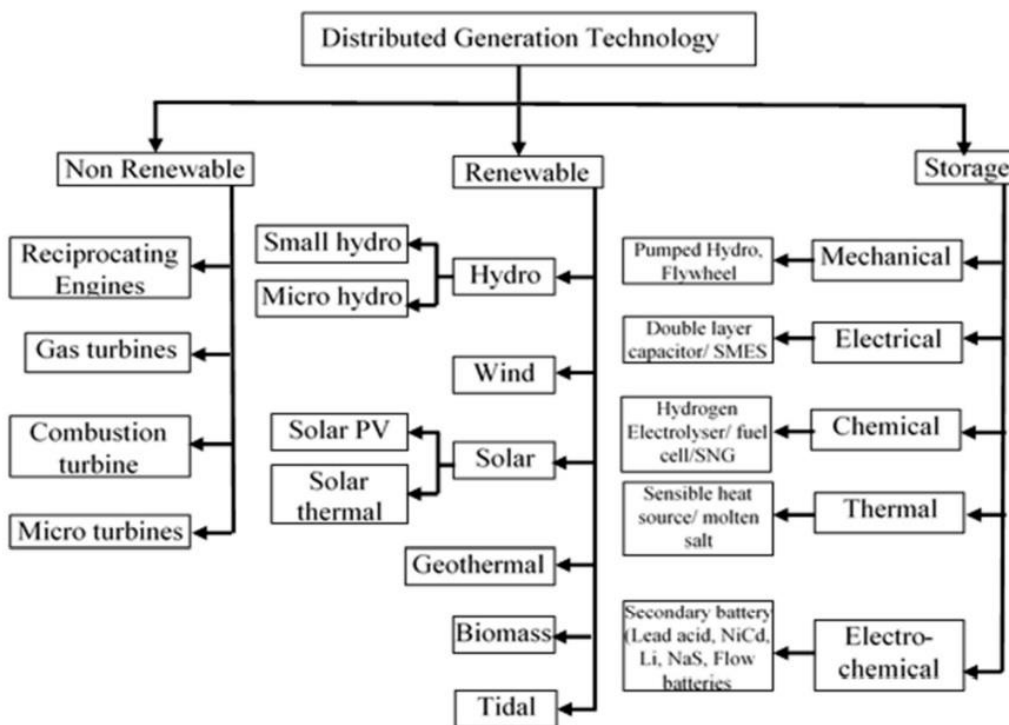 Distributed Generation Technology
Non Renewable
Renewable
Storage
Reciprocating
Engines
Gas turbines
Combustion
turbine
Micro turbines
Small hydro
Micro hydro
Hydro
Wind
Solar PV
Solar
thermal
Solar
Geothermal
Biomass
Tidal
Pumped Hydro,
Flywheel
Mechanical
Double layer
capacitor/ SMES
Electrical
Hydrogen
Electrolyser/ fuel
cell/SNG
Chemical
Sensible heat
source/ molten
salt
Thermal
Secondary battery
(Lead acid, NiCd,
Li, NaS, Flow
batteries
Electro-
chemical